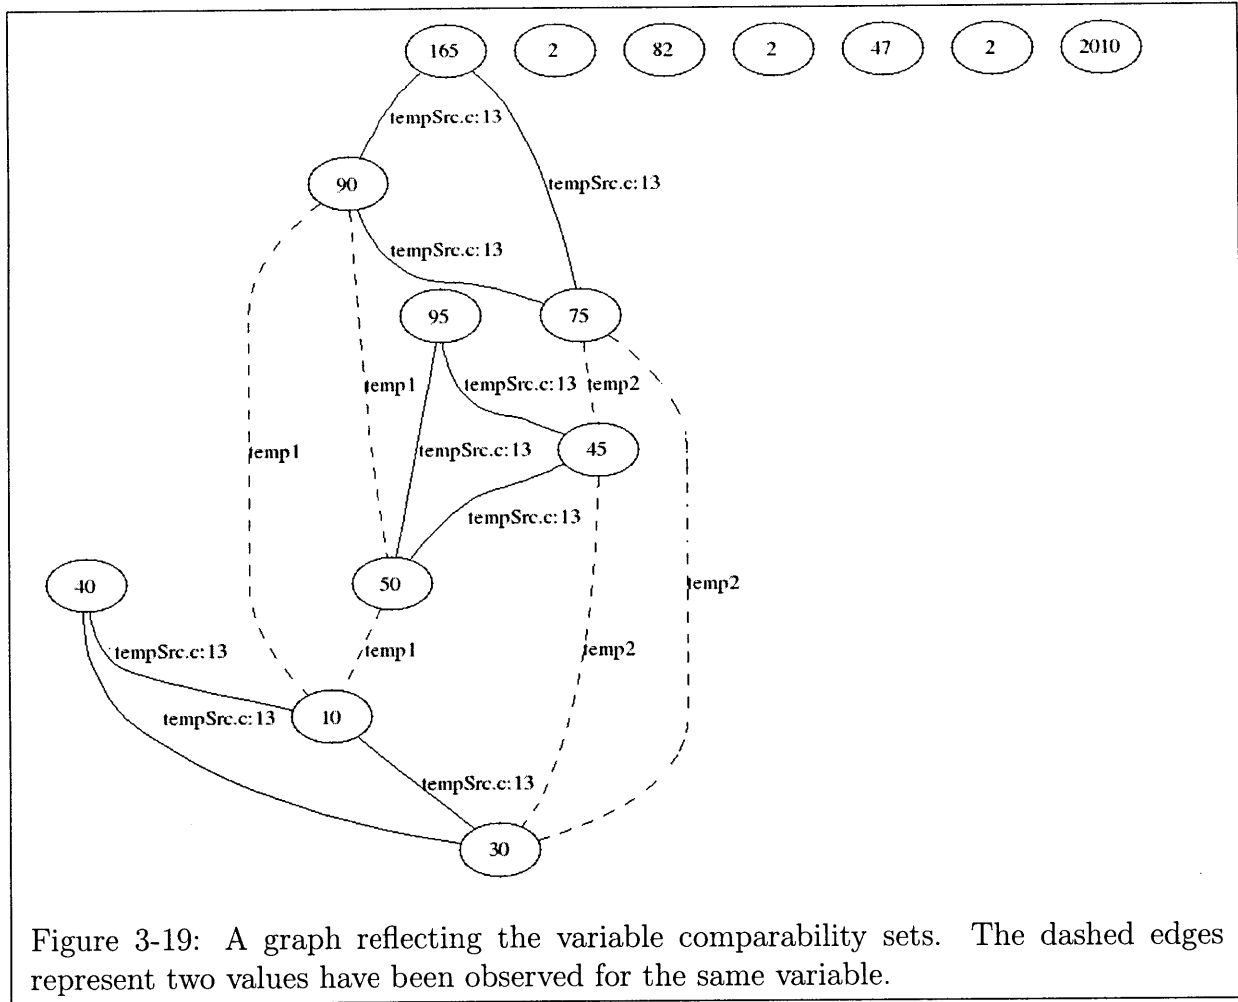 165 2 82 2 47 2 2010
tempSrc.c:13
90
tempSrc.c:13
tempSrc.c:13
95 75
temp1 tempSrc.c:13 temp2
temp1 tempSrc.c:13 45
tempSrc.c:13
40 50 temp2
tempSrc.c:13 temp1 temp2
tempSrc.c:13 10
tempSrc.c:13
30
Figure 3-19: A graph reflecting the variable comparability sets. The dashed edges
represent two values have been observed for the same variable.